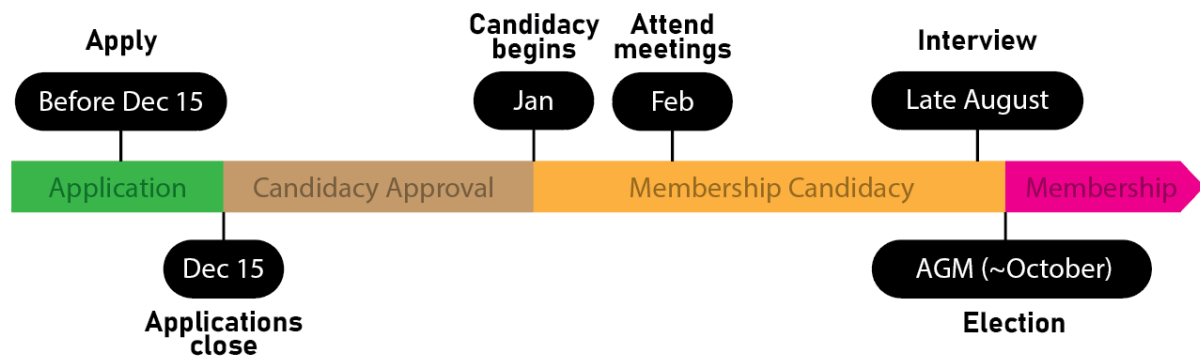 Apply
Before Dec 15
Candidacy
begins
Jan
Attend
meetings
Feb
Interview
Late August
Application
Candidacy Approval
Membership Candidacy
Membership
Dec 15
Applications
close
AGM (~October)
Election